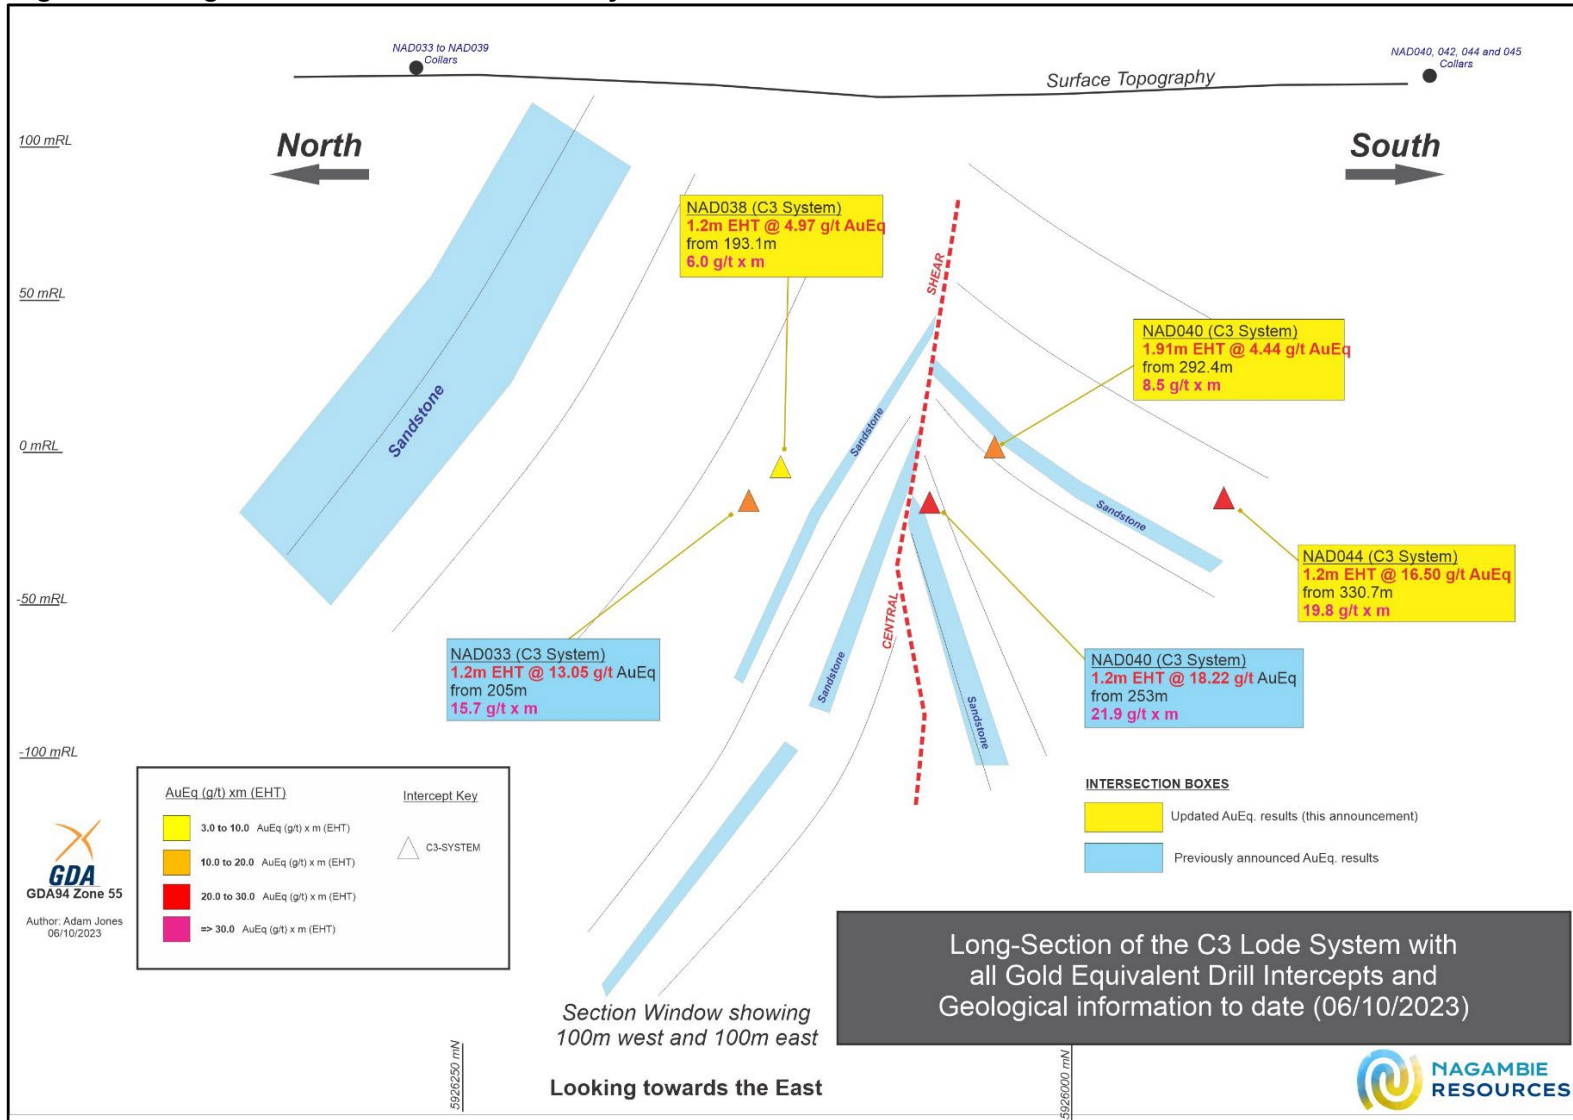 NAD033 to NAD039
Collars
NAD040, 042, 044 and 045
Collars
Surface Topography
100 mRL
North
South
NAD038 (C3 System)
1.2m EHT @ 4.97 g/t AuEq
from 193.1m
6.0 g/t x m
50 mRL
SHEAR
NAD040 (C3 System)
1.91m EHT @ 4.44 g/t AuEq
from 292.4m
8.5 g/t x m
Sandstone
Sandstone
0 mRL
Sandstone
NAD044 (C3 System)
1.2m EHT @ 16.50 g/t AuEq
from 330.7m
19.8 g/t x m
-50 mRL
CENTRAL
NAD033 (C3 System)
1.2m EHT @ 13.05 g/t AuEq
from 205m
15.7 g/t x m
Sandstone
Sandstone
NAD040 (C3 System)
1.2m EHT @ 18.22 g/t AuEq
from 253m
21.9 g/t x m
-100 mRL
AuEq (g/t) xm (EHT)
Intercept Key
3.0 to 10.0 AuEq (g/t) x m (EHT)
C3-SYSTEM
10.0 to 20.0 AuEq (g/t) x m (EHT)
20.0 to 30.0 AuEq (g/t) x m (EHT)
=> 30.0 AuEq (g/t) x m (EHT)
INTERSECTION BOXES
Updated AuEq. results (this announcement)
Previously announced AuEq. results
GDA
GDA94 Zone 55
Author: Adam Jones
06/10/2023
Long-Section of the C3 Lode System with
all Gold Equivalent Drill Intercepts and
Geological information to date (06/10/2023)
Section Window showing
100m west and 100m east
5926250 mN
Looking towards the East
5926000 mN
NAGAMBIE
RESOURCES